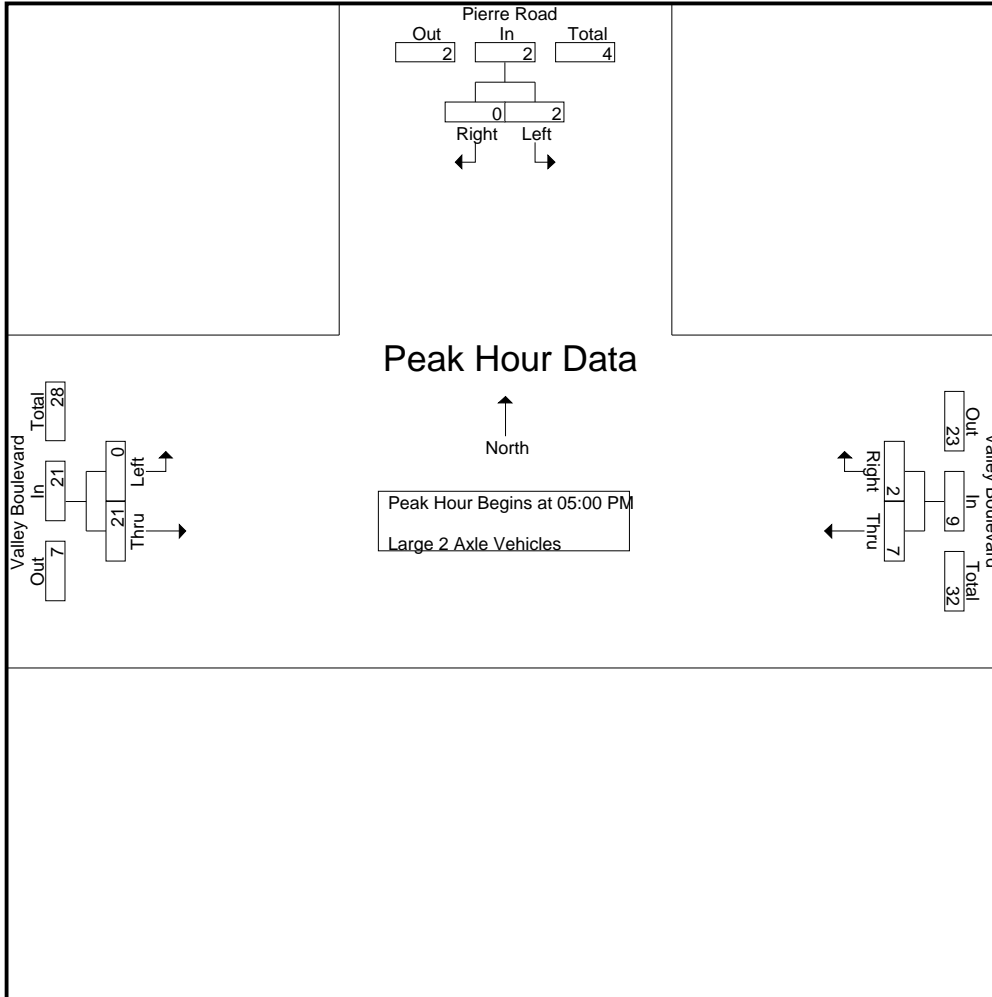 Pierre Road
Out In Total
2 2 4
0 2
Right Left
Peak Hour Data
North
Peak Hour Begins at 05:00 PM
Large 2 Axle Vehicles
Valley Boulevard
Out In Total
7 21 28
Left Thru
0 21
Valley Boulevard
Out In Total
23 9 32
Right Thru
2 7